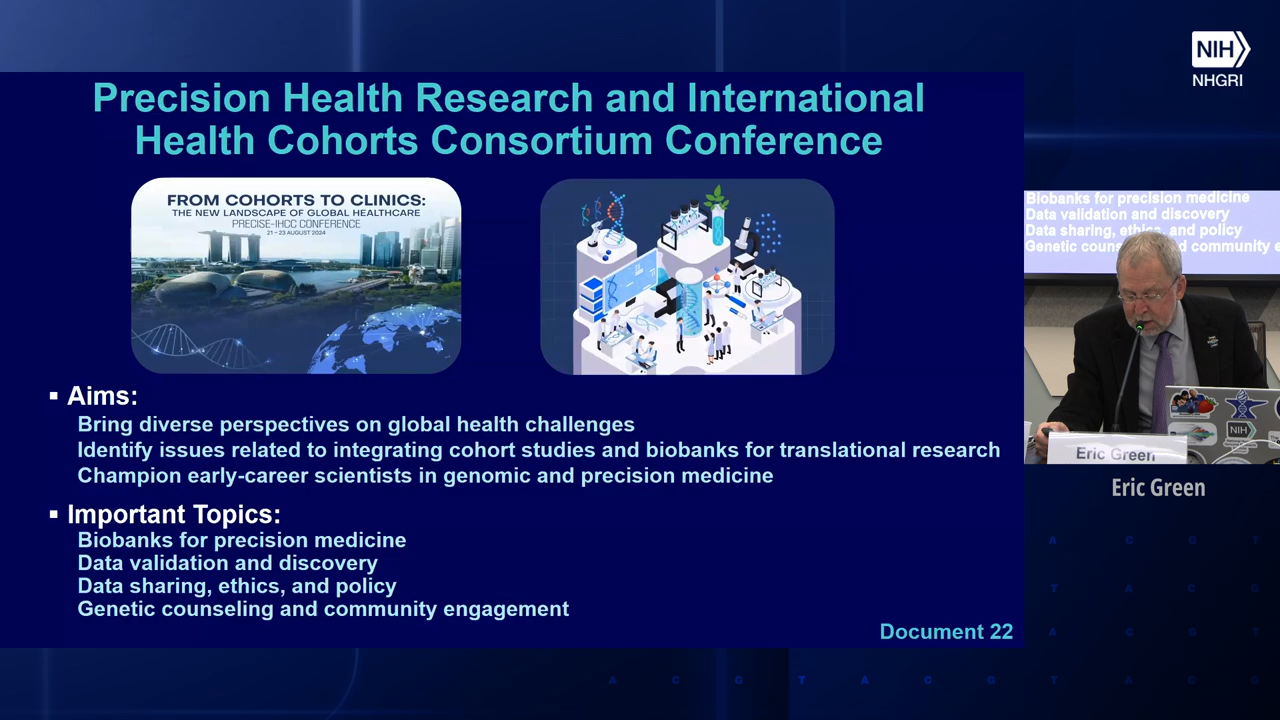 NIH
NHGRI
Precision Health Research and International
Health Cohorts Consortium Conference
FROM COHORTS TO CLINICS:
THE NEW LANDSCAPE OF GLOBAL HEALTHCARE
PRECISE-IHCC CONFERENCE
21 – 23 AUGUST 2024
▪ Aims:
Bring diverse perspectives on global health challenges
Identify issues related to integrating cohort studies and biobanks for translational research
Champion early-career scientists in genomic and precision medicine
▪ Important Topics:
Biobanks for precision medicine
Data validation and discovery
Data sharing, ethics, and policy
Genetic counseling and community engagement
Document 22
Biobanks for precision medicine
Data validation and discovery
Data sharing, ethics, and policy
Genetic community
NIH
Eric Green
Eric Green
A C G T
T A C G
A C G T
A C G T A C G T A C G